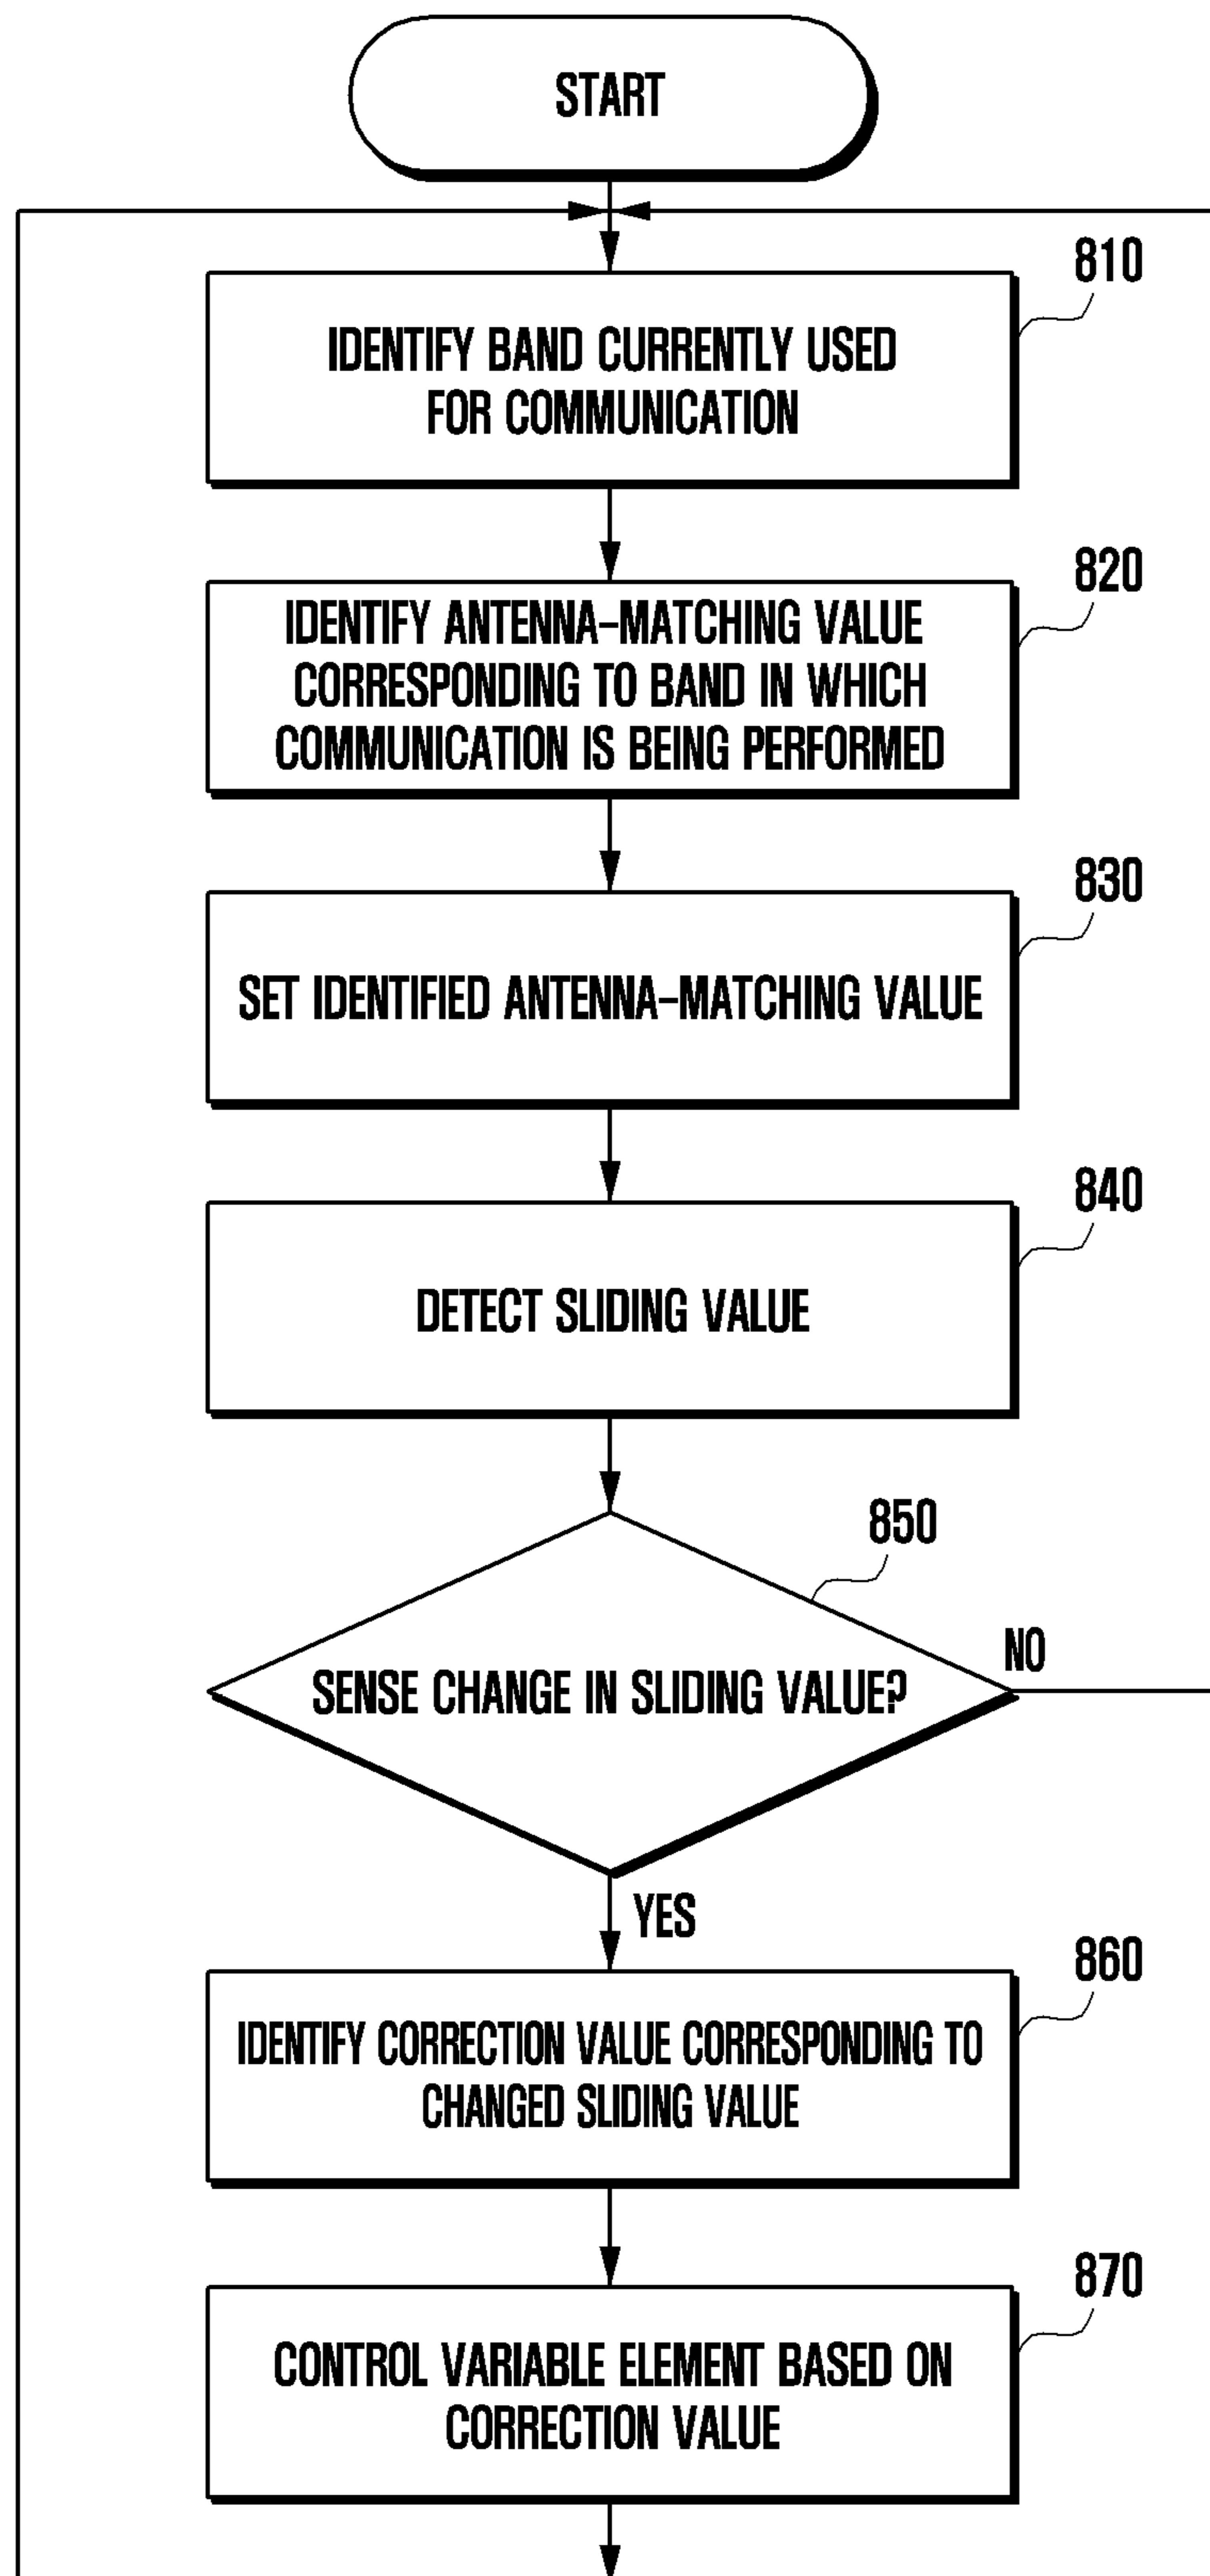 START
810
IDENTIFY BAND CURRENTLY USED
FOR COMMUNICATION
820
IDENTIFY ANTENNA-MATCHING VALUE
CORRESPONDING TO BAND IN WHICH
COMMUNICATION IS BEING PERFORMED
830
SET IDENTIFIED ANTENNA-MATCHING VALUE
840
DETECT SLIDING VALUE
850
SENSE CHANGE IN SLIDING VALUE?
NO
YES
860
IDENTIFY CORRECTION VALUE CORRESPONDING TO
CHANGED SLIDING VALUE
870
CONTROL VARIABLE ELEMENT BASED ON
CORRECTION VALUE